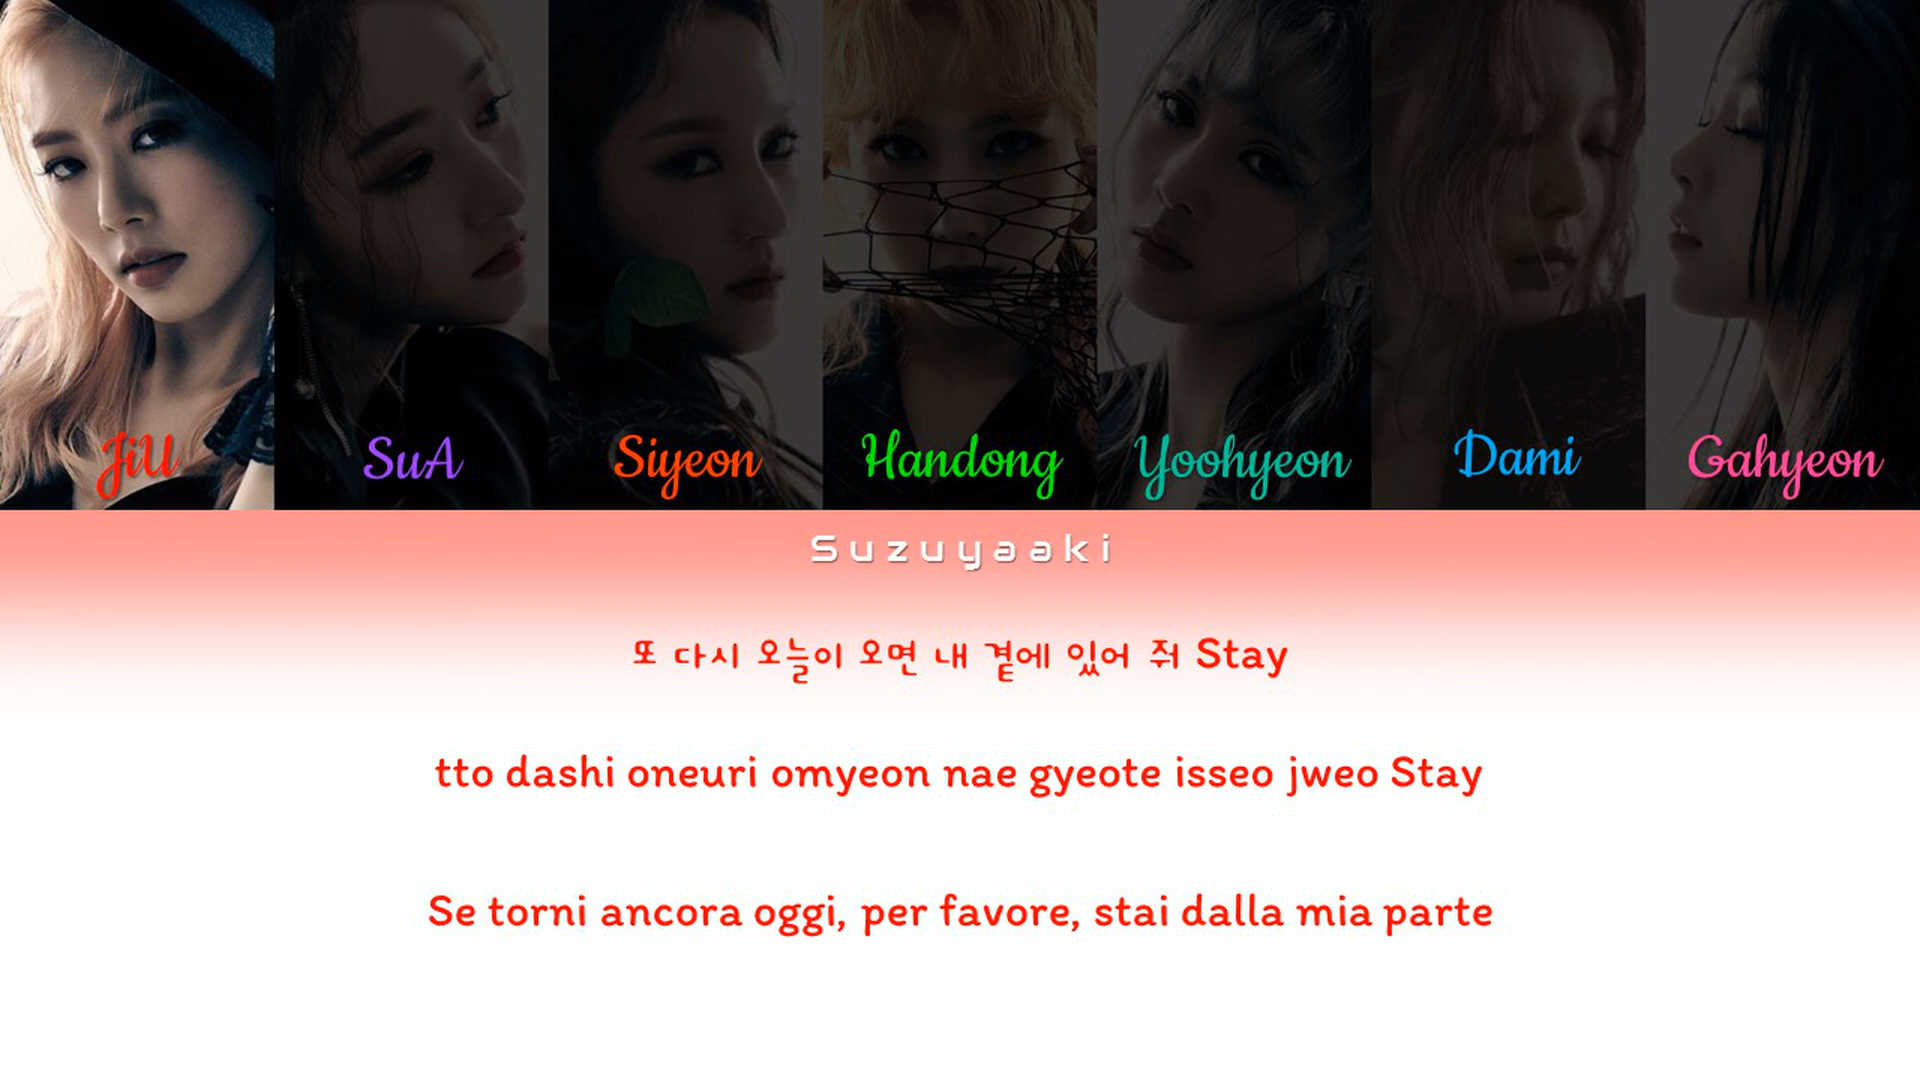 JiU SuA Siyeon Handong Yoohyeon Dami Gahyeon
Suzuyaaki
또 다시 오늘이 오면 내 곁에 있어 줘 Stay
tto dashi oneuri omyeon nae gyeote isseo jweo Stay
Se torni ancora oggi, per favore, stai dalla mia parte